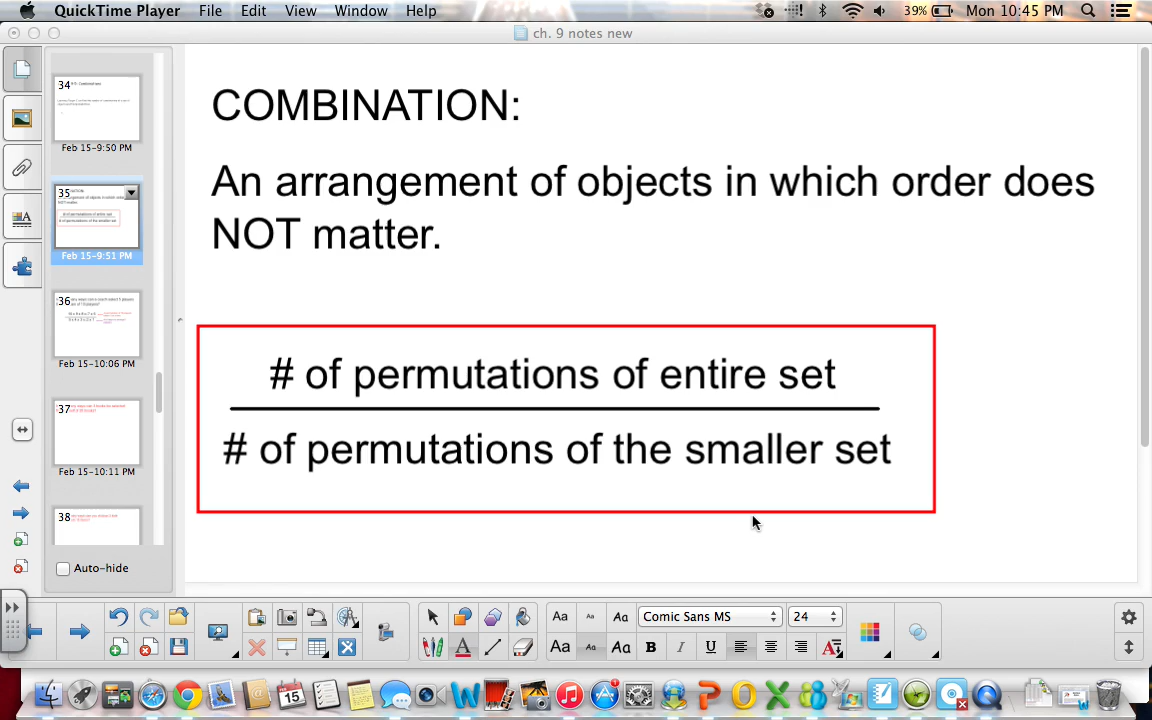 QuickTime Player File Edit View Window Help 39% Mon 10:45 PM
ch. 9 notes new
34
Feb 15-9:50 PM
35
Feb 15-9:51 PM
36
Feb 15-10:06 PM
37
Feb 15-10:11 PM
38
Auto-hide
COMBINATION:
An arrangement of objects in which order does
NOT matter.
# of permutations of entire set
# of permutations of the smaller set
Aa Aa Aa Comic Sans MS 24
Aa Aa Aa B I U